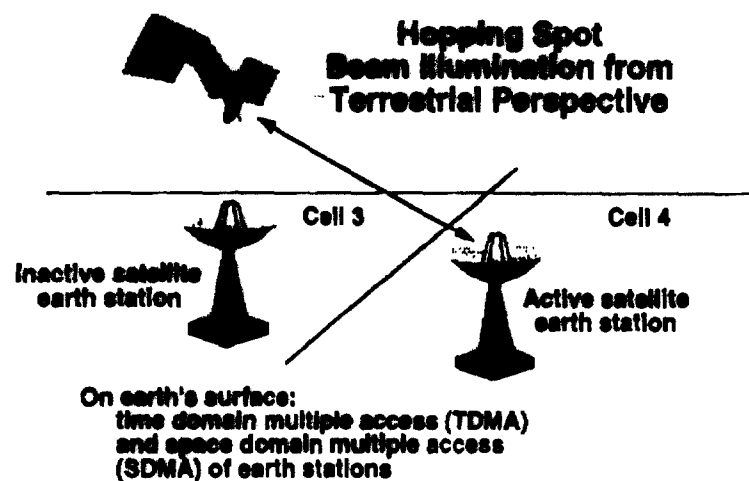 Hopping Spot
Beam Illumination from
Terrestrial Perspective
Cell 3
Cell 4
Inactive satellite
earth station
Active satellite
earth station
On earth's surface:
time domain multiple access (TDMA)
and space domain multiple access
(SDMA) of earth stations